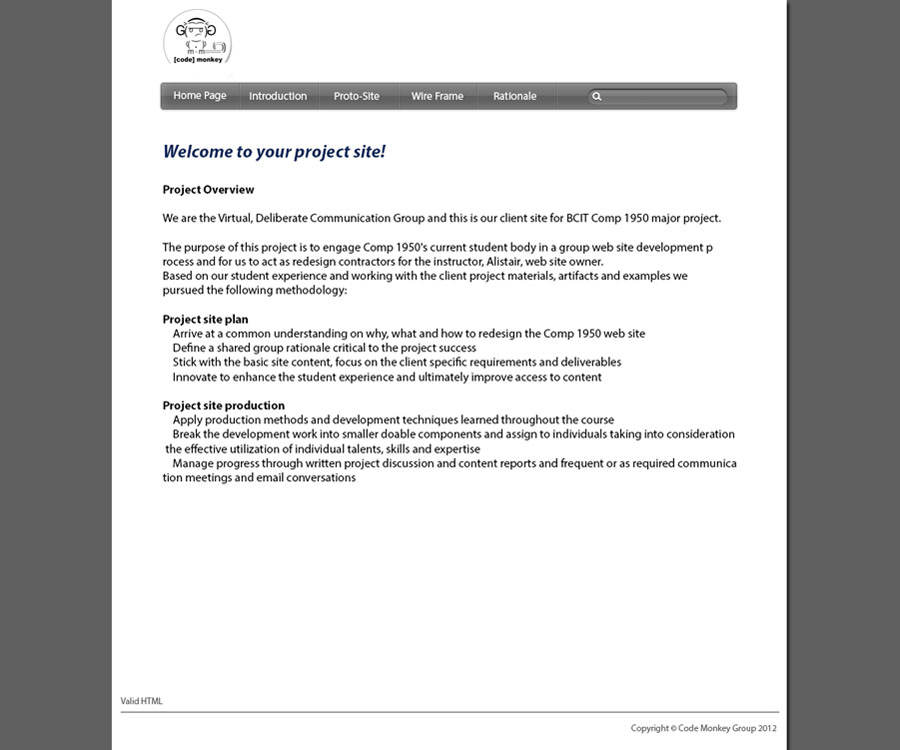 [code] monkey
Home Page Introduction Proto-Site Wire Frame Rationale
Welcome to your project site!
Project Overview
We are the Virtual, Deliberate Communication Group and this is our client site for BCIT Comp 1950 major project.
The purpose of this project is to engage Comp 1950's current student body in a group web site development p
rocess and for us to act as redesign contractors for the instructor, Alistair, web site owner.
Based on our student experience and working with the client project materials, artifacts and examples we
pursued the following methodology:
Project site plan
Arrive at a common understanding on why, what and how to redesign the Comp 1950 web site
Define a shared group rationale critical to the project success
Stick with the basic site content, focus on the client specific requirements and deliverables
Innovate to enhance the student experience and ultimately improve access to content
Project site production
Apply production methods and development techniques learned throughout the course
Break the development work into smaller doable components and assign to individuals taking into consideration
the effective utilization of individual talents, skills and expertise
Manage progress through written project discussion and content reports and frequent or as required communica
tion meetings and email conversations
Valid HTML
Copyright © Code Monkey Group 2012